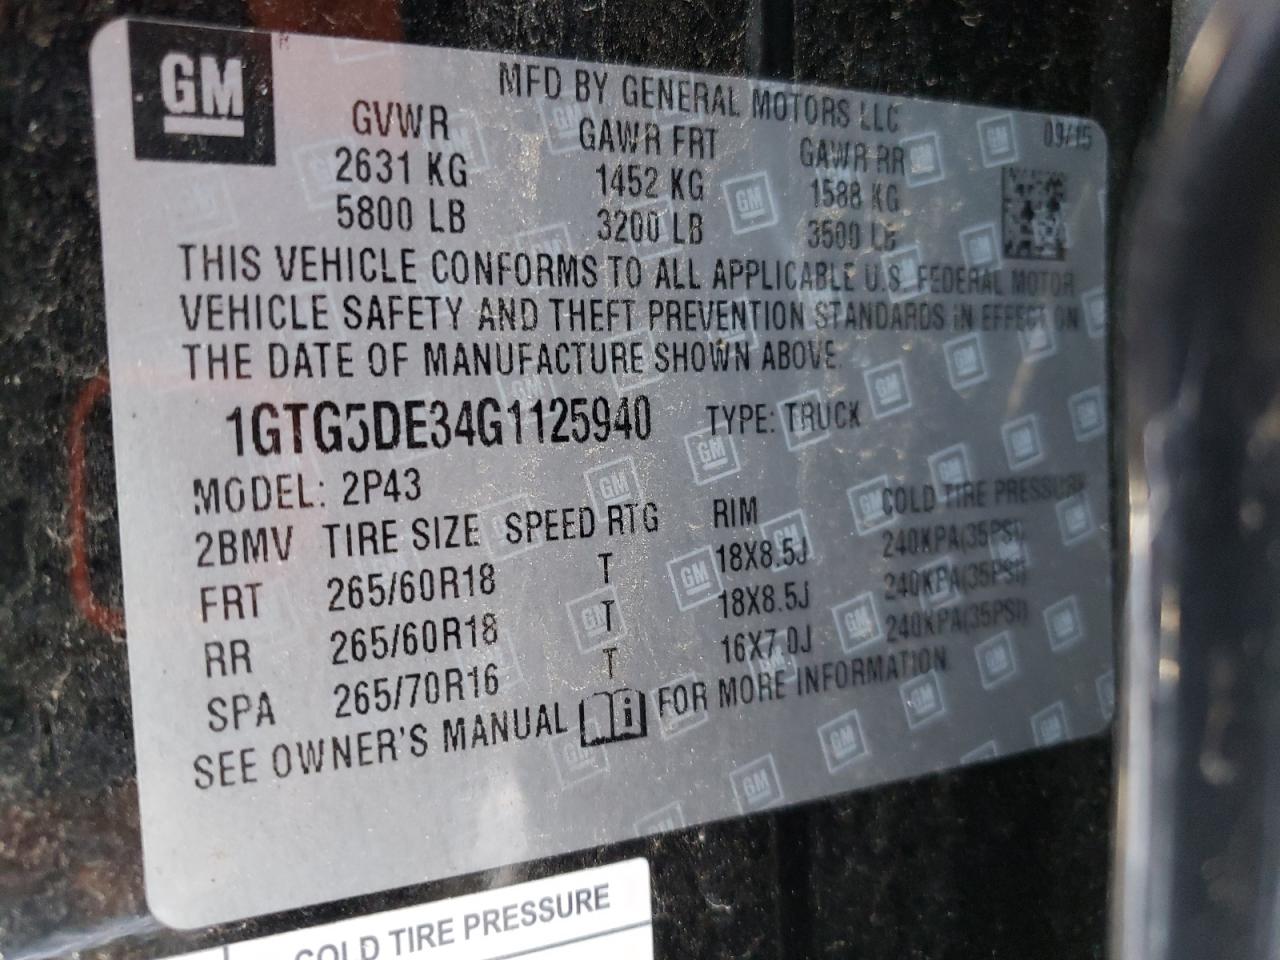 GM
MFD BY GENERAL MOTORS LLC
GVWR GAWR FRT GAWR RR 09/15
2631 KG 1452 KG 1588 KG
5800 LB 3200 LB 3500 LB
THIS VEHICLE CONFORMS TO ALL APPLICABLE U.S. FEDERAL MOTOR
VEHICLE SAFETY AND THEFT PREVENTION STANDARDS IN EFFECT ON
THE DATE OF MANUFACTURE SHOWN ABOVE.
1GTG5DE34G1125940 TYPE: TRUCK
MODEL: 2P43
2BMV TIRE SIZE SPEED RTG RIM COLD TIRE PRESSURE
FRT 265/60R18 T 18X8.5J 240KPA(35PSI)
RR 265/60R18 T 18X8.5J 240KPA(35PSI)
SPA 265/70R16 T 16X7.0J 240KPA(35PSI)
SEE OWNER'S MANUAL FOR MORE INFORMATION
COLD TIRE PRESSURE